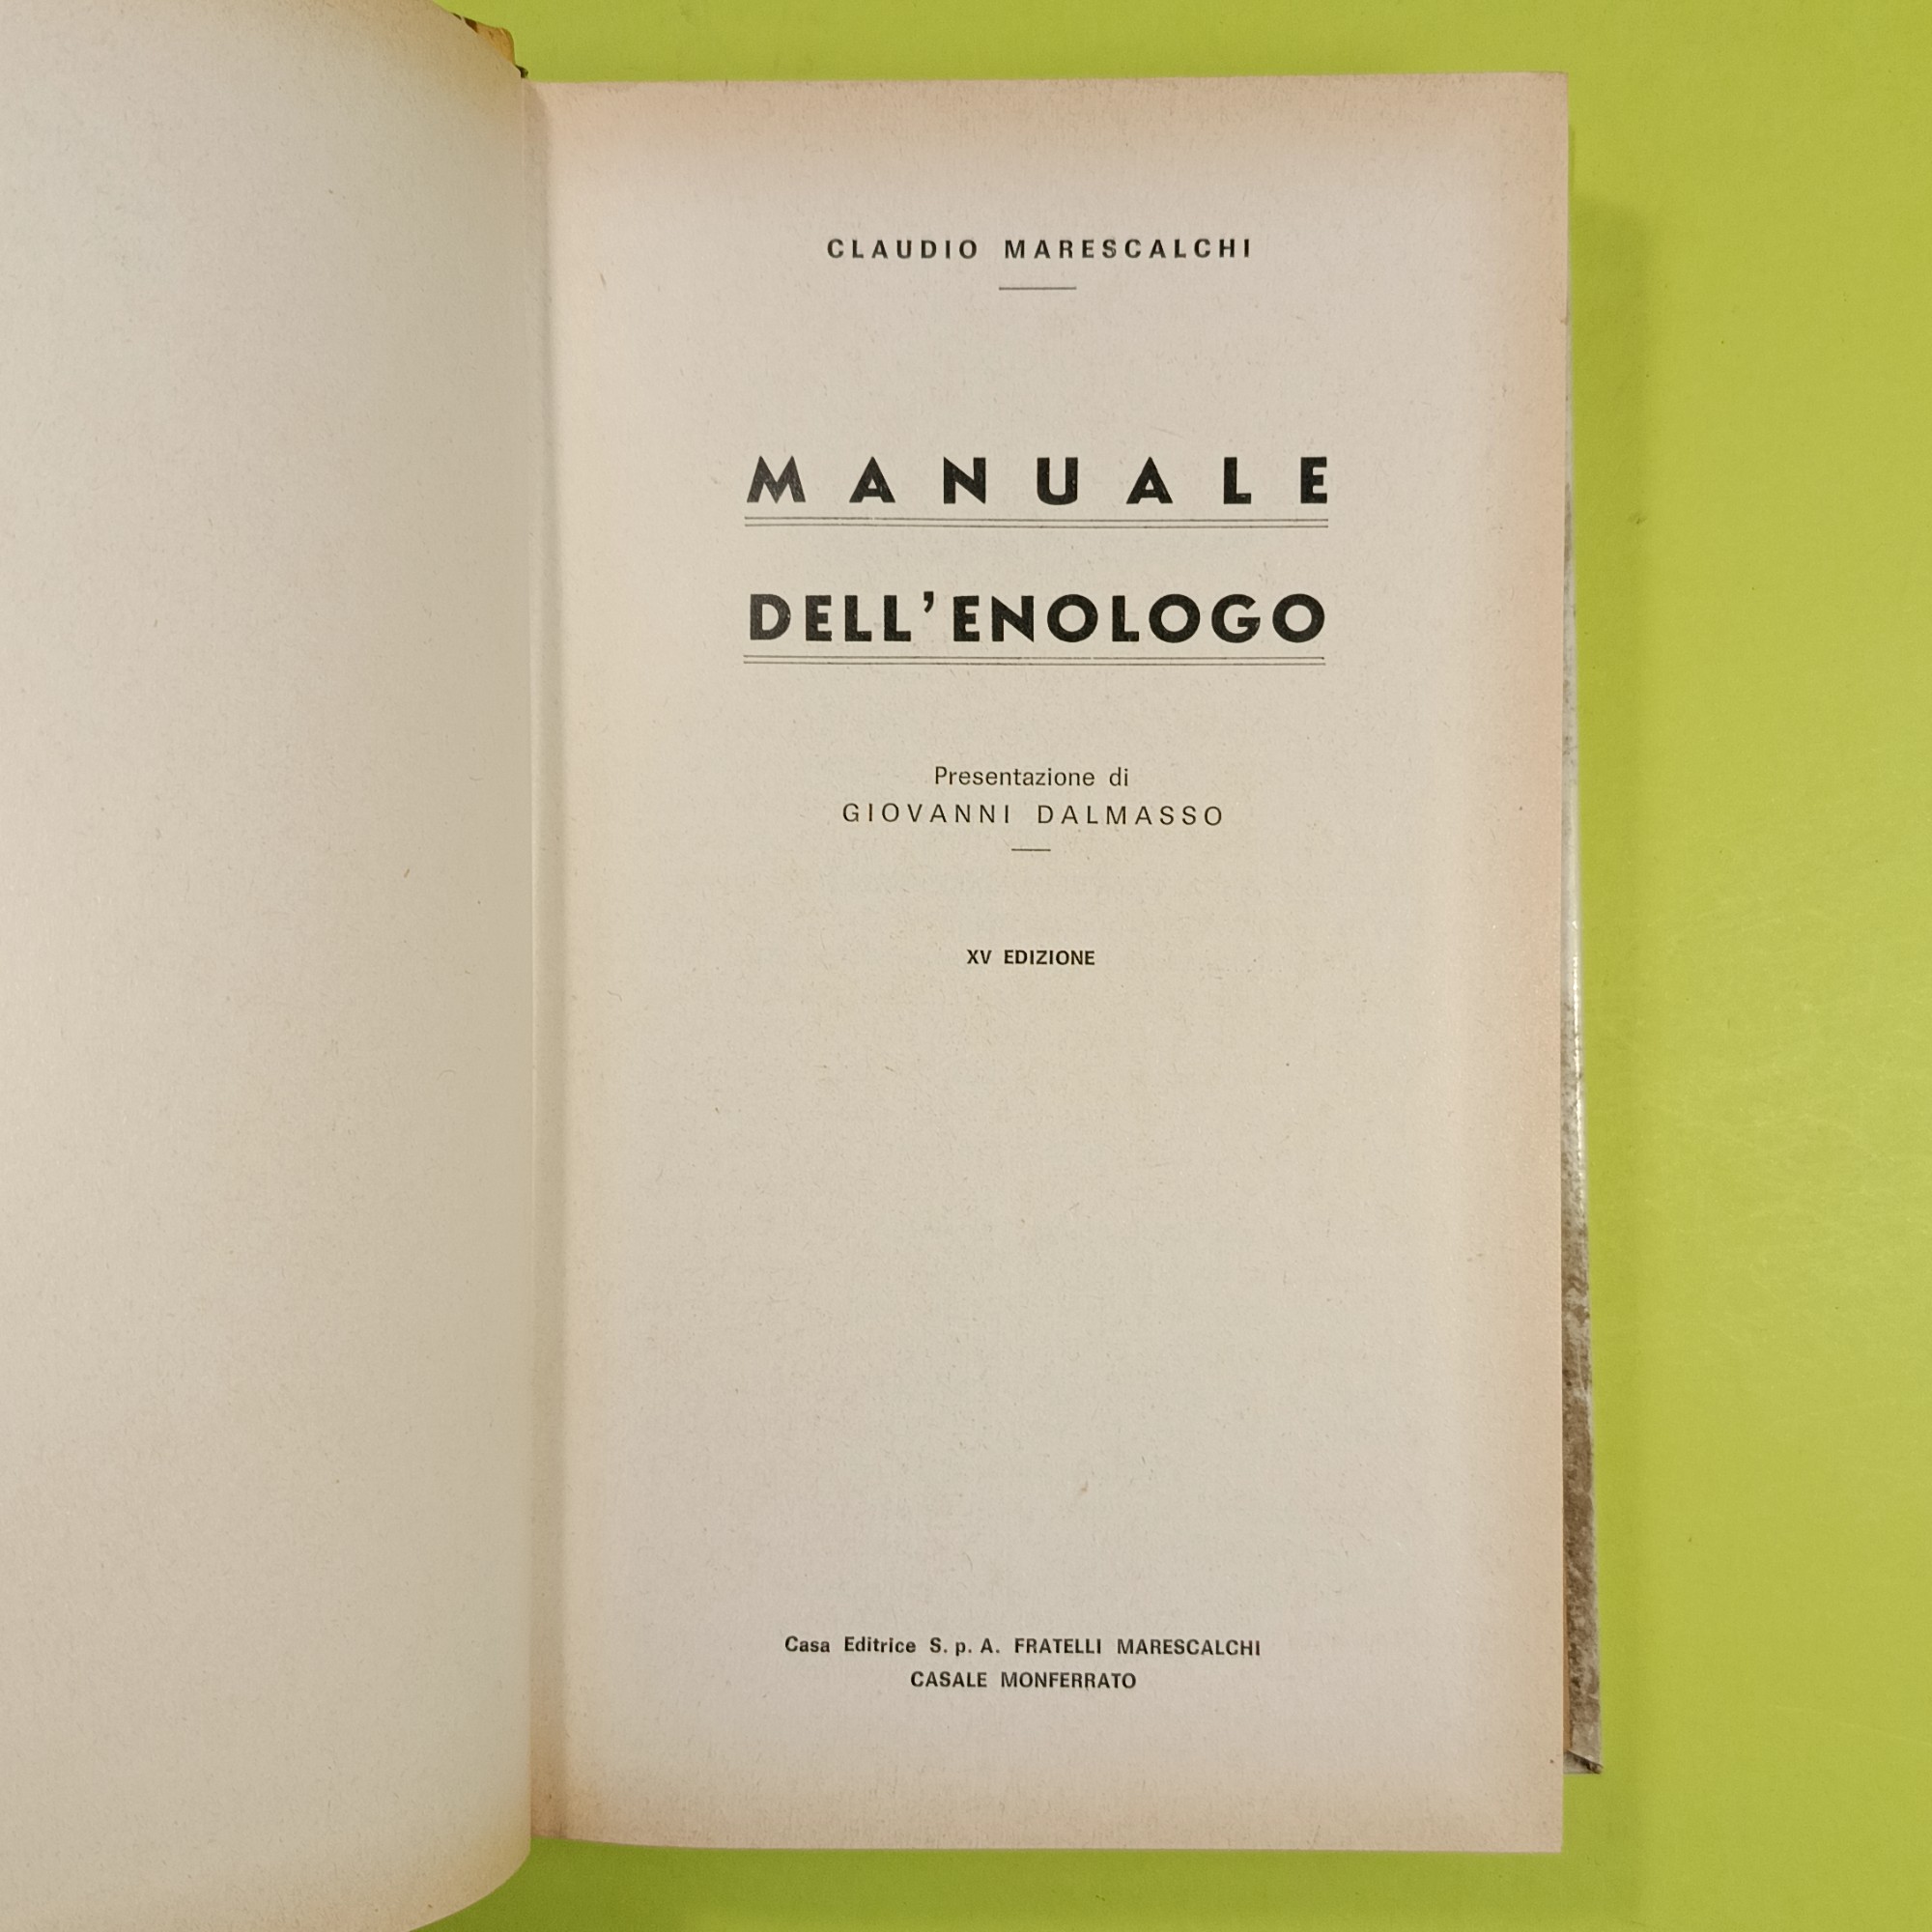 CLAUDIO MARESCALCHI
MANUALE
DELL'ENOLOGO
Presentazione di
GIOVANNI DALMASSO
XV EDIZIONE
Casa Editrice S. p. A. FRATELLI MARESCALCHI
CASALE MONFERRATO